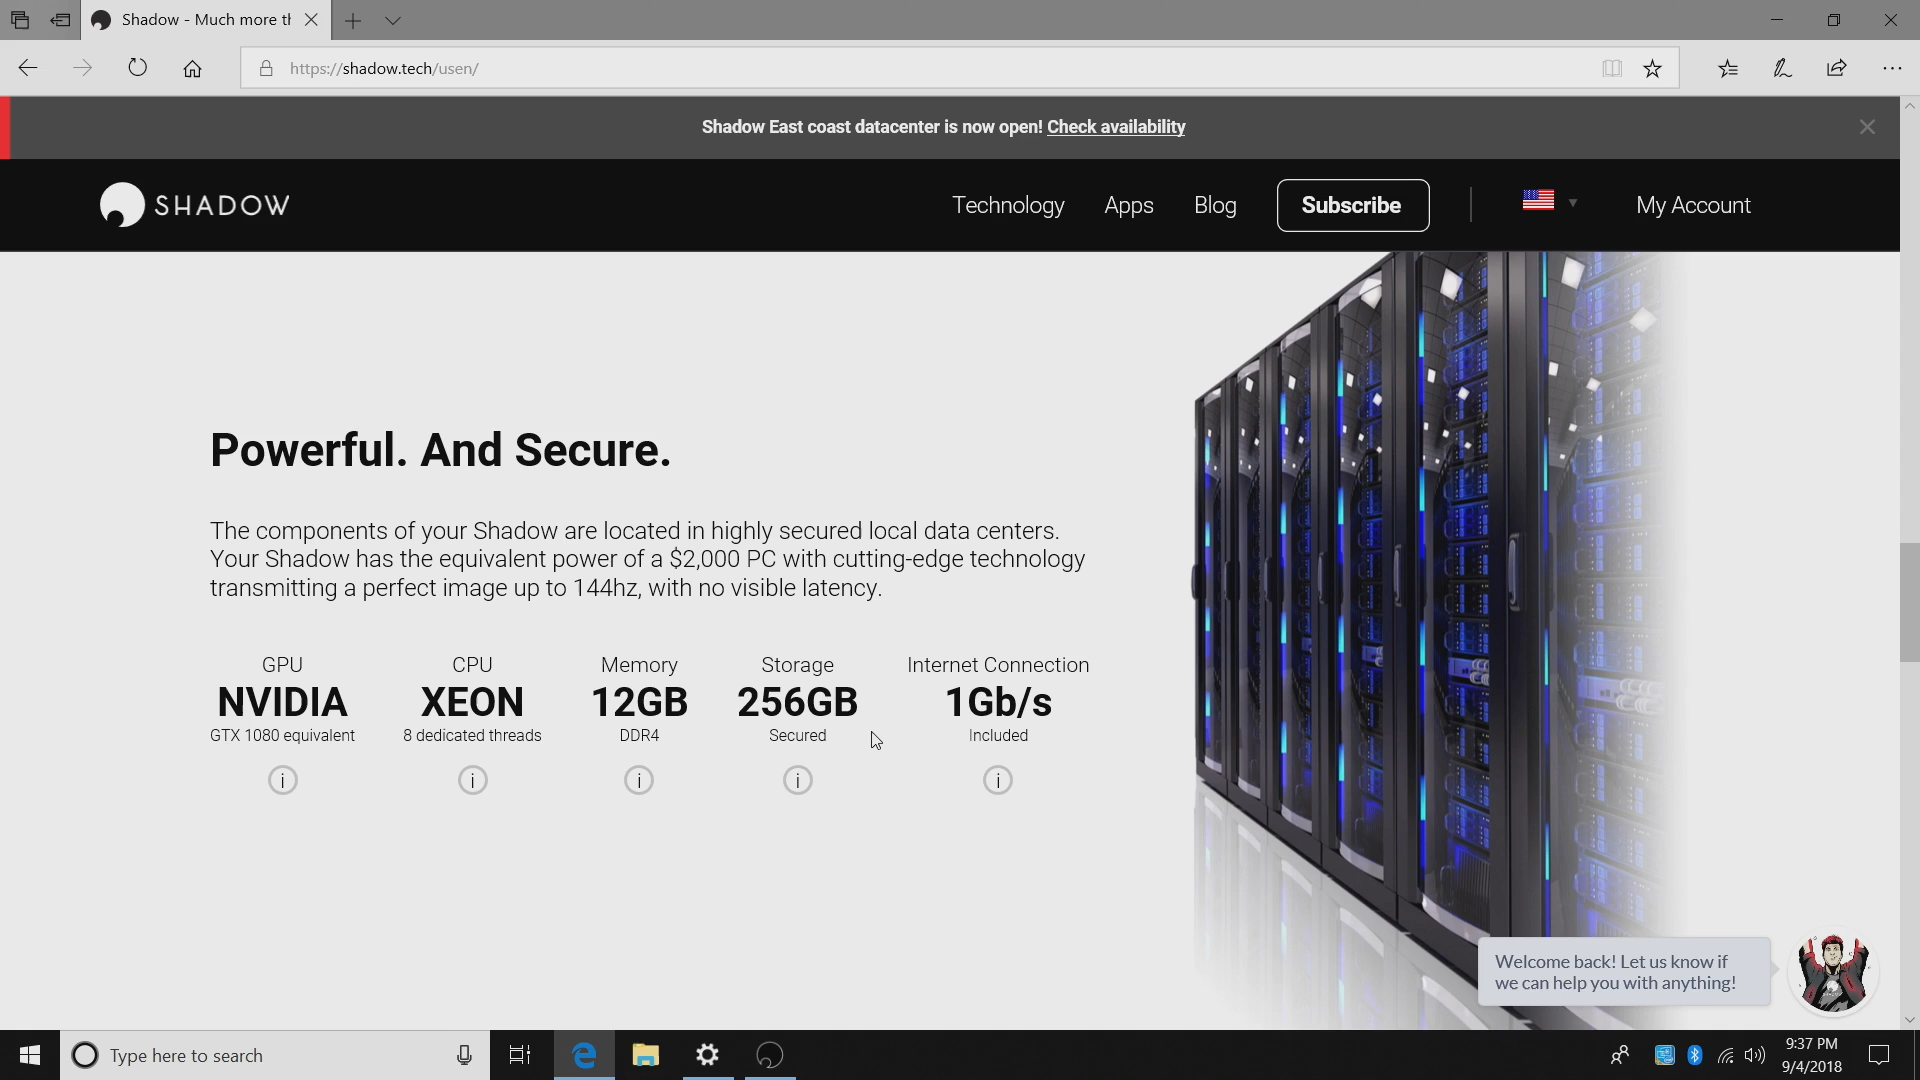 Shadow - Much more tl
https://shadow.tech/usen/
Shadow East coast datacenter is now open! Check availability
SHADOW
Technology
Apps
Blog
Subscribe
My Account
Powerful. And Secure.
The components of your Shadow are located in highly secured local data centers.
Your Shadow has the equivalent power of a $2,000 PC with cutting-edge technology
transmitting a perfect image up to 144hz, with no visible latency.
GPU
NVIDIA
GTX 1080 equivalent
i
CPU
XEON
8 dedicated threads
i
Memory
12GB
DDR4
i
Storage
256GB
Secured
i
Internet Connection
1Gb/s
Included
i
Welcome back! Let us know if
we can help you with anything!
Type here to search
9:37 PM
9/4/2018